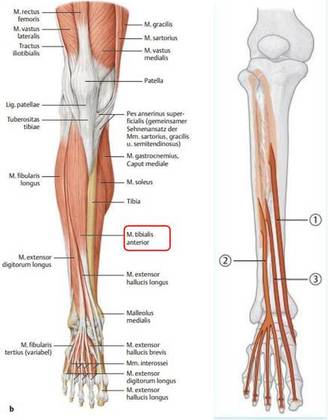 M. rectus
femoris
M. vastus
lateralis
Tractus
iliotibialis
Lig. patellae
Tuberositas
tibiae
M. fibularis
longus
M. extensor
digitorum longus
M. fibularis
tertius (variabel)
b
M. gracilis
M. sartorius
M. vastus
medialis
Patella
Pes anserinus super-
ficialis (gemeinsamer
Sehnenansatz der
Mm. sartorius, gracilis
u. semitendinosus)
M. gastrocnemius,
Caput mediale
M. soleus
Tibia
M. tibialis
anterior
M. extensor
hallucis longus
Malleolus
medialis
M. extensor
hallucis brevis
Mm. interossei
M. extensor
digitorum longus
M. extensor
hallucis longus
1
2
3